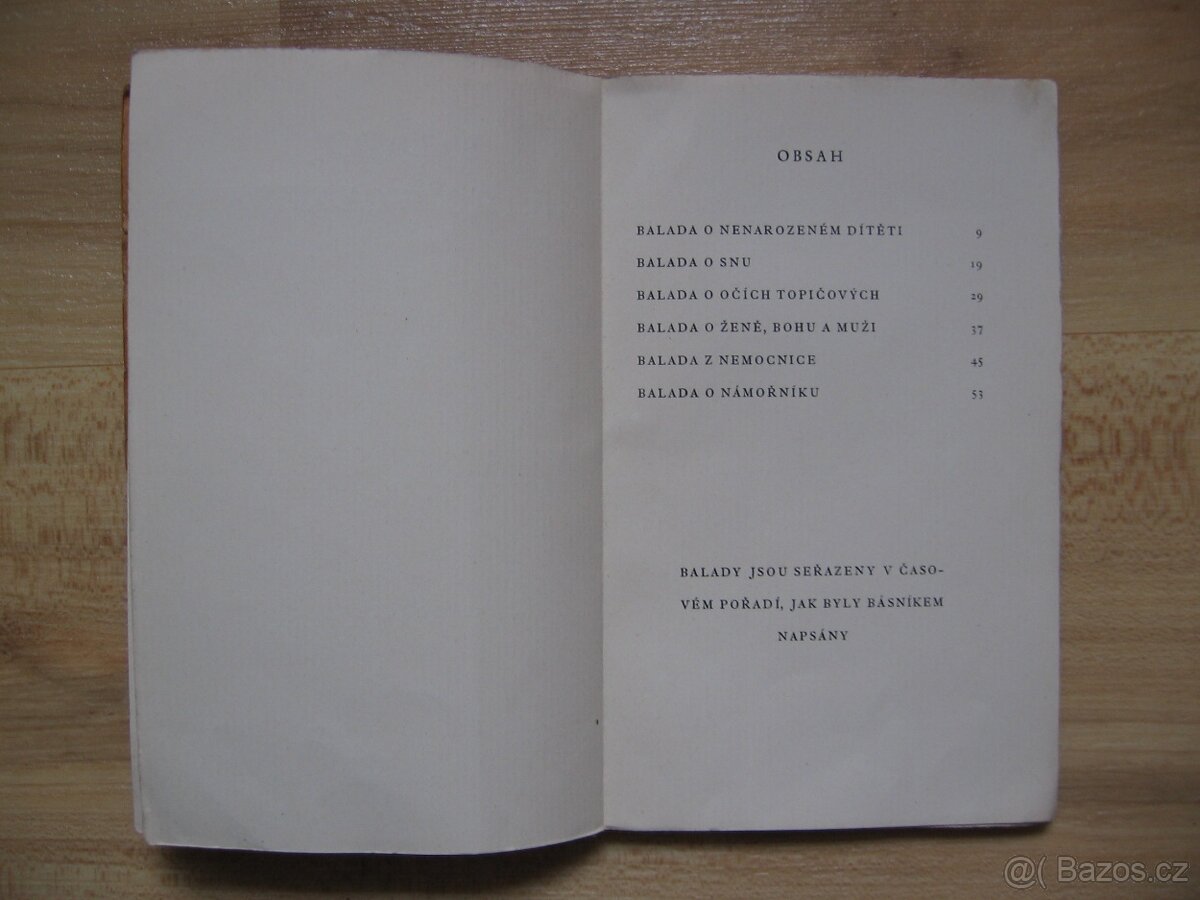 OBSAH
BALADA O NENAROZENÉM DÍTĚTI 9
BALADA O SNU 19
BALADA O OČÍCH TOPIČOVÝCH 29
BALADA O ŽENĚ, BOHU A MUŽI 37
BALADA Z NEMOCNICE 45
BALADA O NÁMOŘNÍKU 53
BALADY JSOU SEŘAZENY V ČASO-
VÉM POŘADÍ, JAK BYLY BÁSNÍKEM
NAPSÁNY
@( Bazos.cz